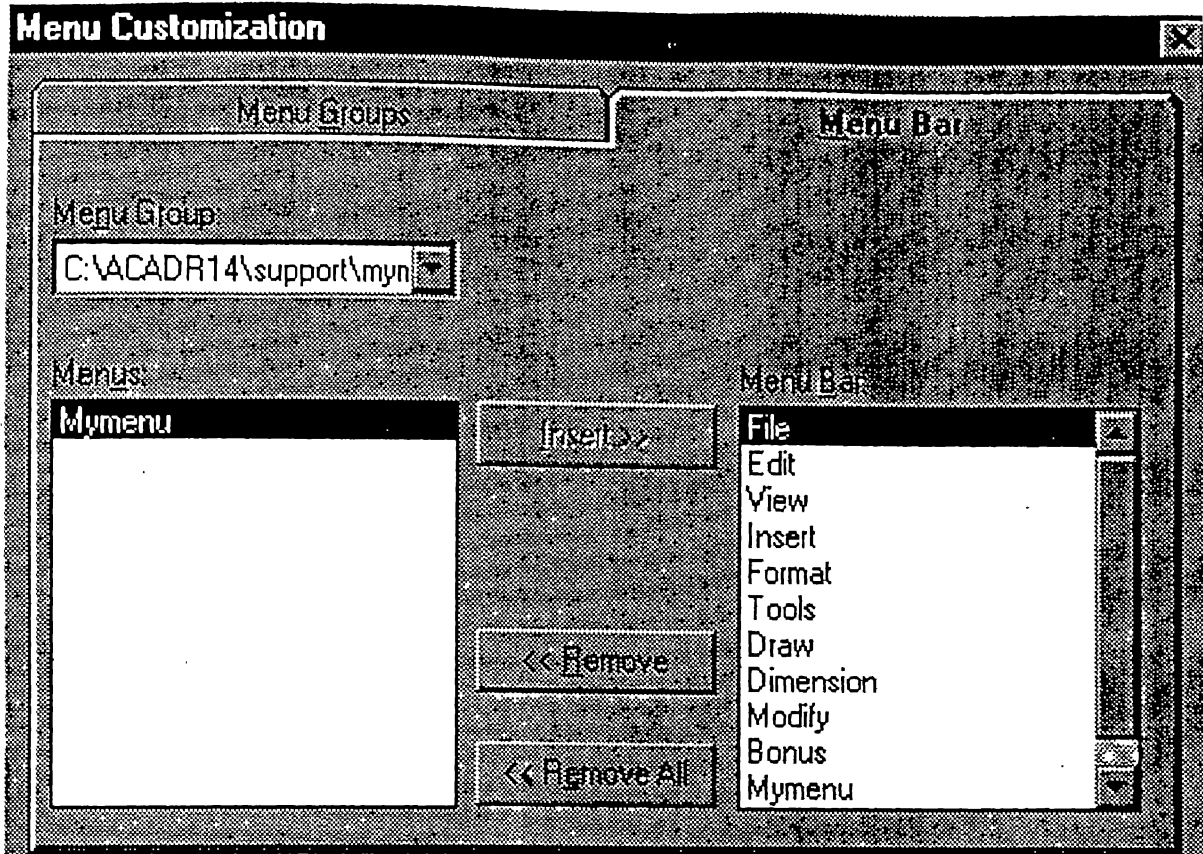 Menu Customization
Menu Groups
Menu Bar
Menu Group:
C:\ACADR14\support\myn
Menus:
Menu Bar:
Mymenu
Insert >>
File
Edit
View
Insert
Format
Tools
Draw
<< Remove
Dimension
Modify
Bonus
<< Remove All
Mymenu